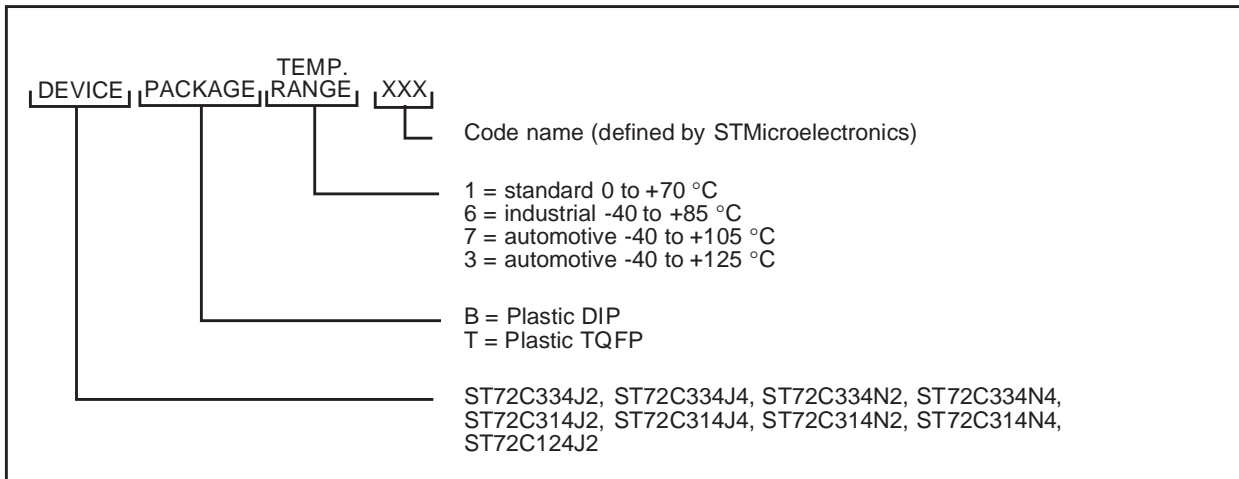 TEMP.
DEVICE PACKAGE RANGE XXX
Code name (defined by STMicroelectronics)
1 = standard 0 to +70 °C
6 = industrial -40 to +85 °C
7 = automotive -40 to +105 °C
3 = automotive -40 to +125 °C
B = Plastic DIP
T = Plastic TQFP
ST72C334J2, ST72C334J4, ST72C334N2, ST72C334N4,
ST72C314J2, ST72C314J4, ST72C314N2, ST72C314N4,
ST72C124J2